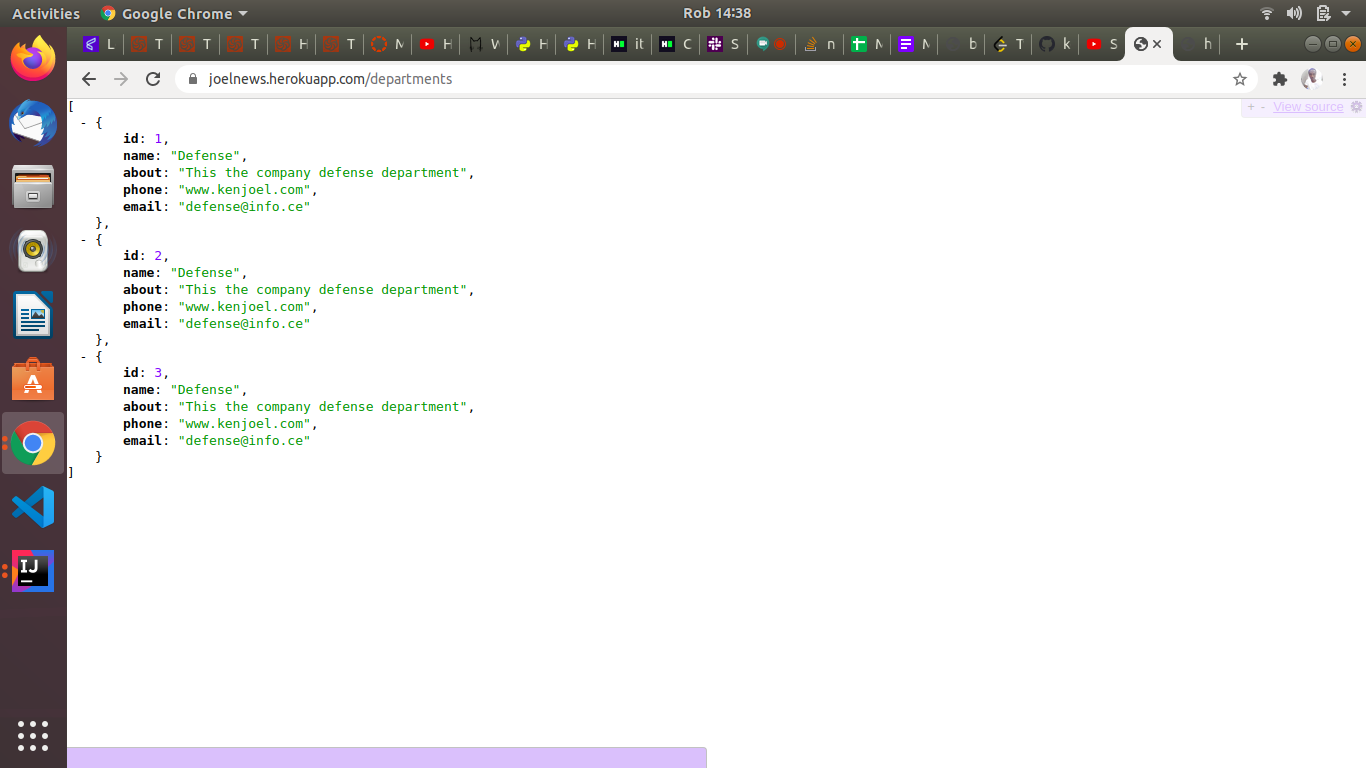 Activities Google Chrome Rob 14:38
L T T T H T M H W H H it C S n M M b T k S h
joelnews.herokuapp.com/departments
[ + - View source
- {
id: 1,
name: "Defense",
about: "This the company defense department",
phone: "www.kenjoel.com",
email: "defense@info.ce"
},
- {
id: 2,
name: "Defense",
about: "This the company defense department",
phone: "www.kenjoel.com",
email: "defense@info.ce"
},
- {
id: 3,
name: "Defense",
about: "This the company defense department",
phone: "www.kenjoel.com",
email: "defense@info.ce"
}
]
IJ